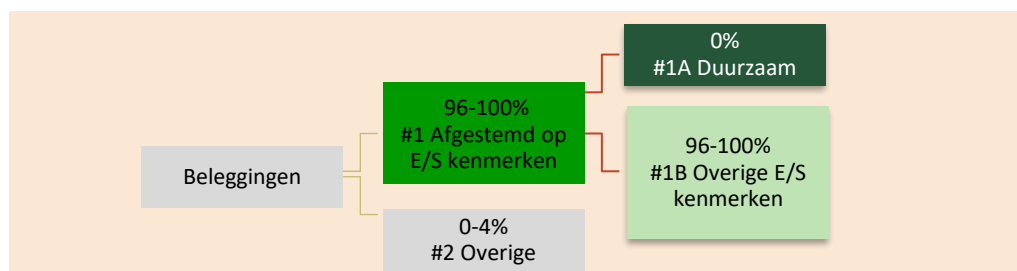 Beleggingen
96-100%
#1 Afgestemd op
E/S kenmerken
0-4%
#2 Overige
0%
#1A Duurzaam
96-100%
#1B Overige E/S
kenmerken